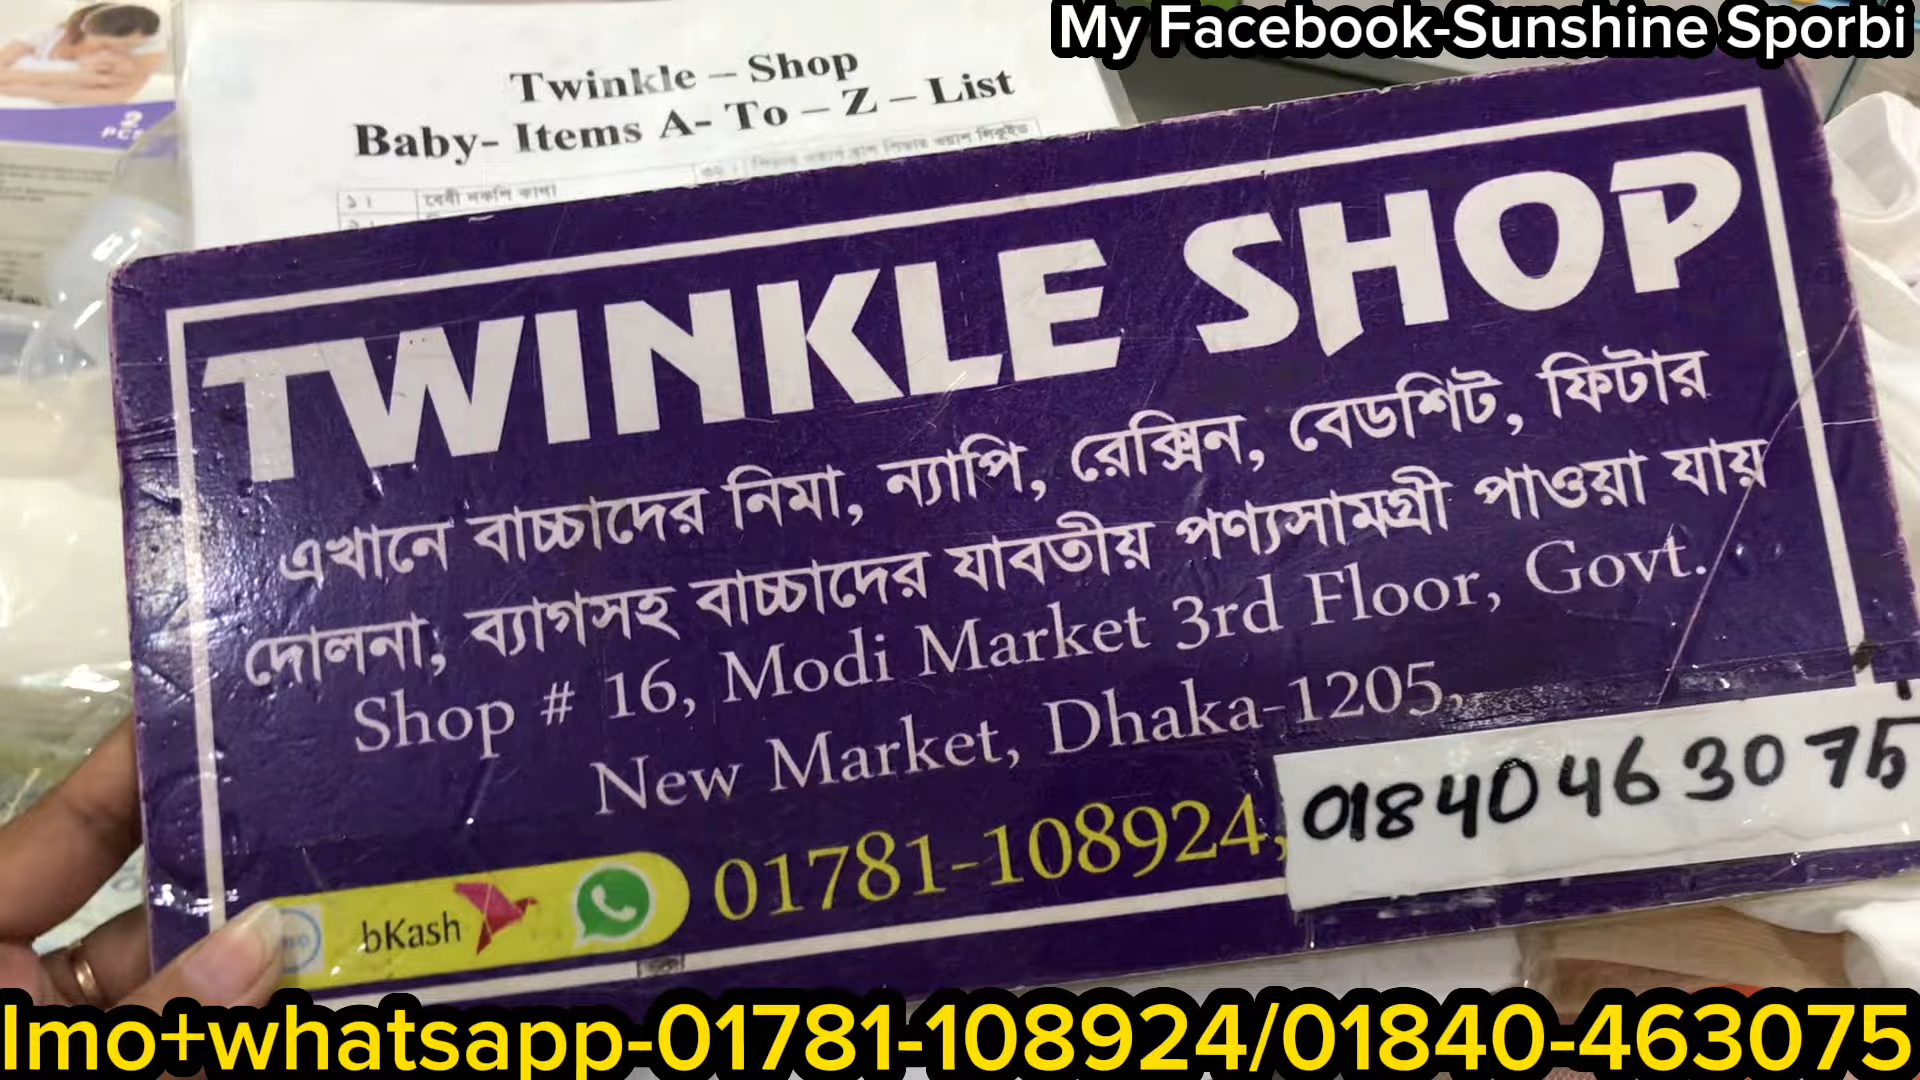 My Facebook-Sunshine Sporbi
Twinkle – Shop
Baby- Items A- To – Z – List
১।
TWINKLE SHOP
এখানে বাচ্চাদের নিমা, ন্যাপি, রেক্সিন, বেডশিট, ফিটার
দোলনা, ব্যাগসহ বাচ্চাদের যাবতীয় পণ্যসামগ্রী পাওয়া যায়
Shop # 16, Modi Market 3rd Floor, Govt.
New Market, Dhaka-1205,
bKash 01781-108924, 01840463075
Imo+whatsapp-01781-108924/01840-463075